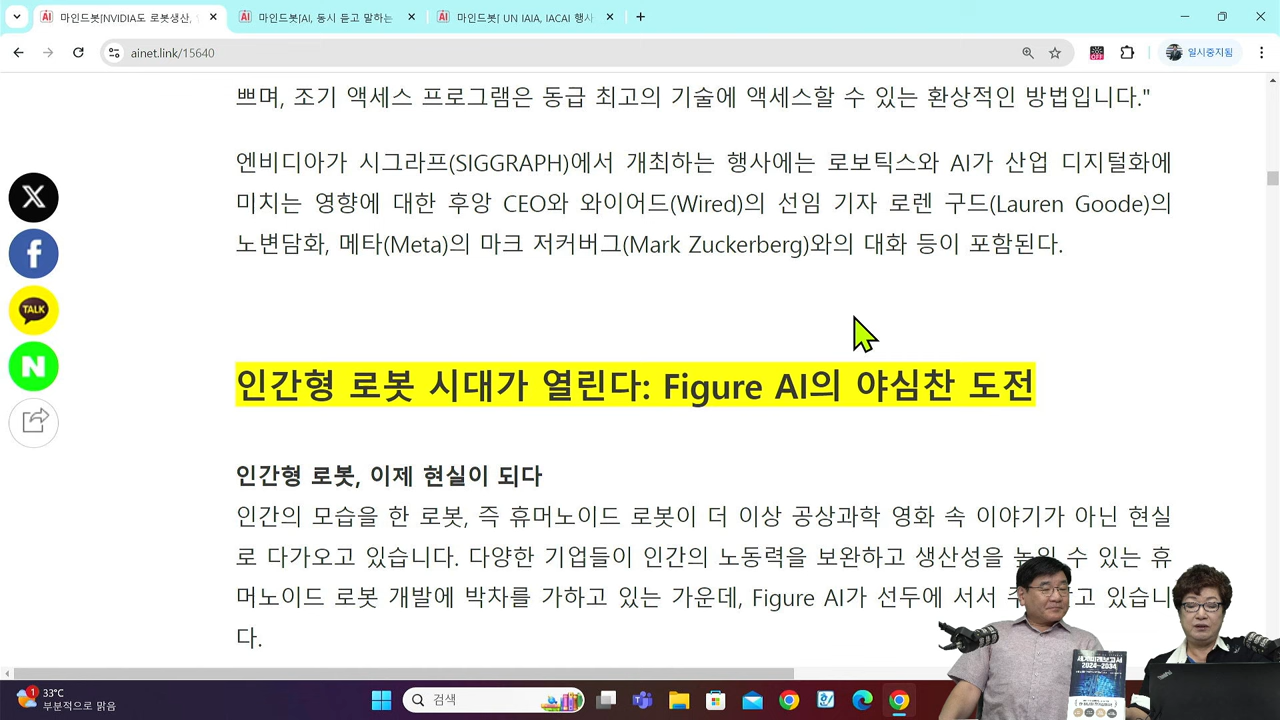 마인드봇[NVIDIA도 로봇생산,
마인드봇[AI, 동시 듣고 말하는
마인드봇[ UN IAIA, IACAI 행사
ainet.link/15640
OFF
일시중지됨
쁘며, 조기 액세스 프로그램은 동급 최고의 기술에 액세스할 수 있는 환상적인 방법입니다."
엔비디아가 시그라프(SIGGRAPH)에서 개최하는 행사에는 로보틱스와 AI가 산업 디지털화에
미치는 영향에 대한 후앙 CEO와 와이어드(Wired)의 선임 기자 로렌 구드(Lauren Goode)의
노변담화, 메타(Meta)의 마크 저커버그(Mark Zuckerberg)와의 대화 등이 포함된다.
TALK
N
인간형 로봇 시대가 열린다: Figure AI의 야심찬 도전
인간형 로봇, 이제 현실이 되다
인간의 모습을 한 로봇, 즉 휴머노이드 로봇이 더 이상 공상과학 영화 속 이야기가 아닌 현실
로 다가오고 있습니다. 다양한 기업들이 인간의 노동력을 보완하고 생산성을 높일 수 있는 휴
머노이드 로봇 개발에 박차를 가하고 있는 가운데, Figure AI가 선두에 서서 고 있습니
다.
세계미래보고서
2024-2034
1
33°C
부분적으로 맑음
검색